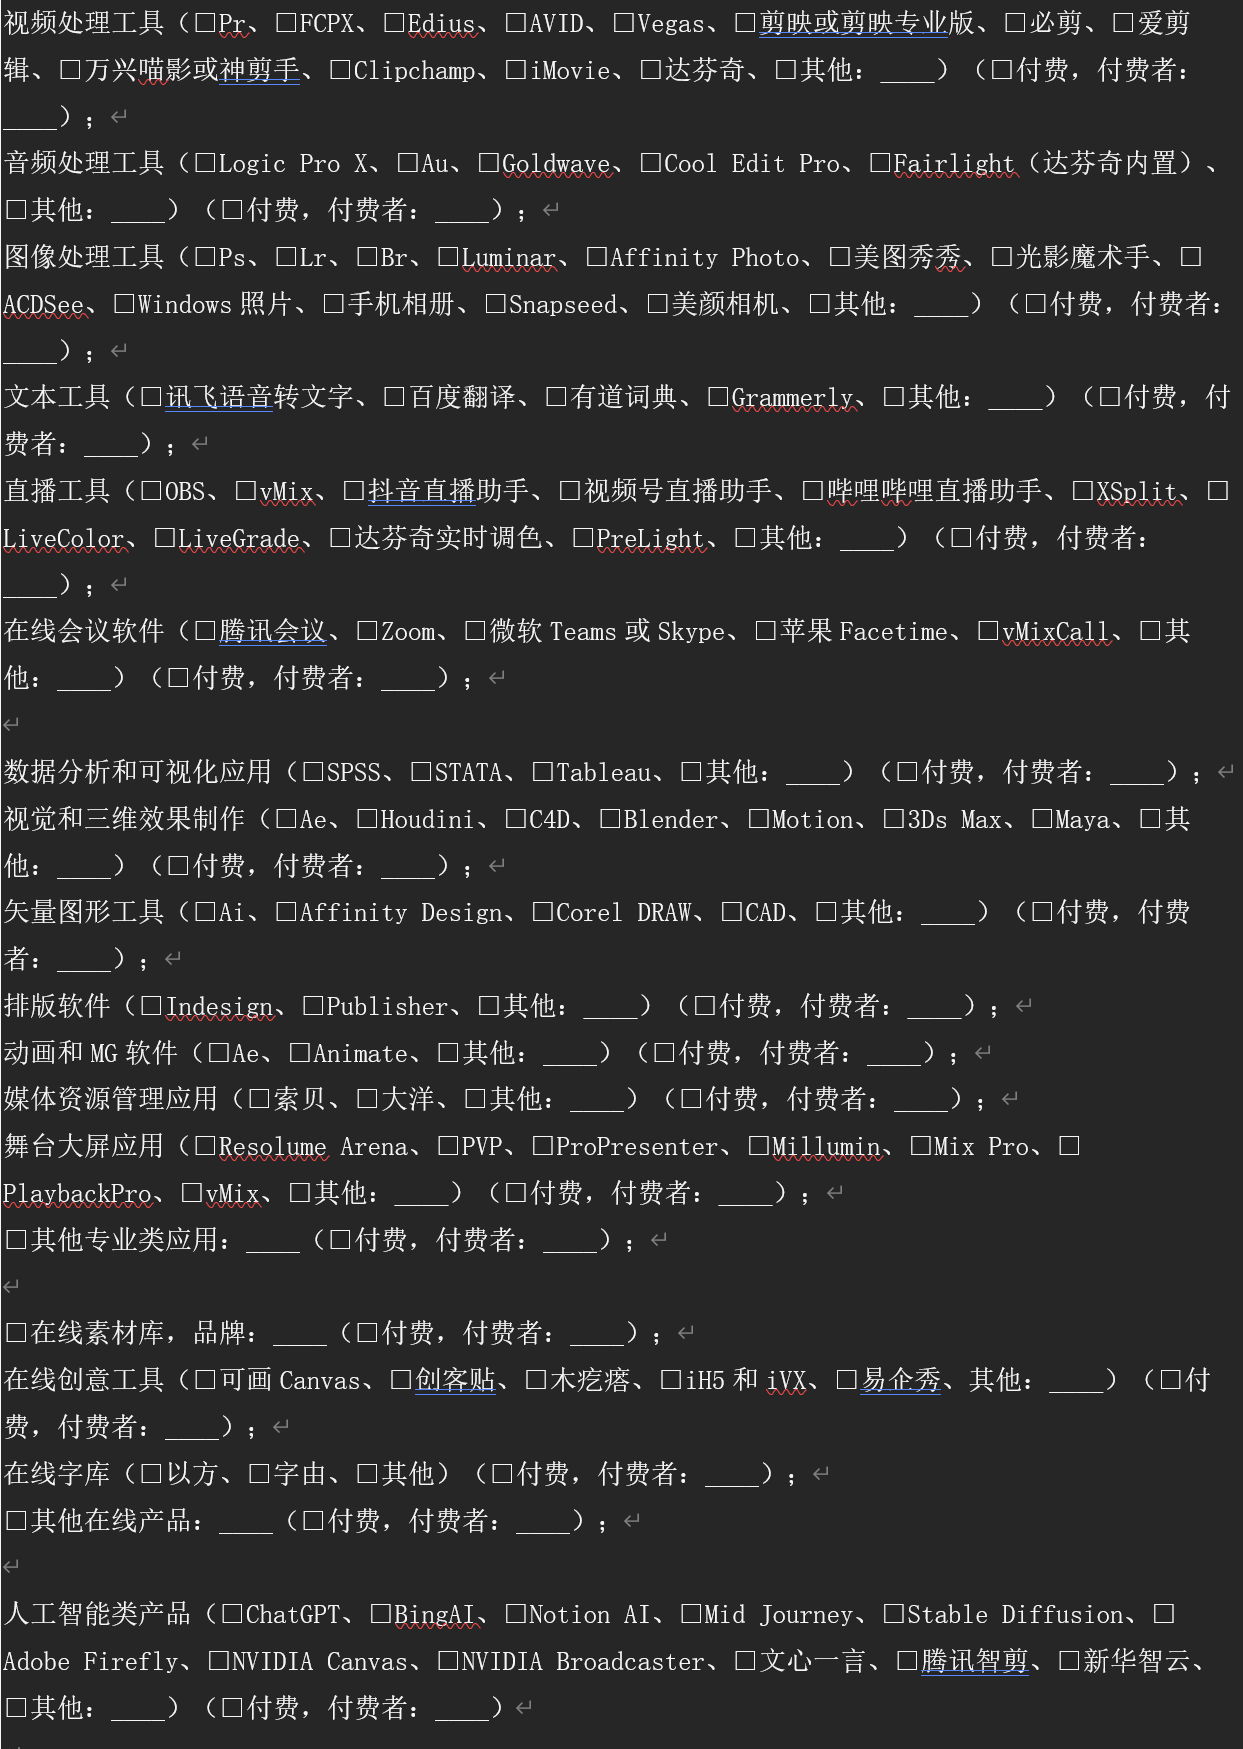 视频处理工具（□Pr、□FCPX、□Edius、□AVID、□Vegas、□剪映或剪映专业版、□必剪、□爱剪
辑、□万兴喵影或神剪手、□Clipchamp、□iMovie、□达芬奇、□其他：____）（□付费，付费者：
____）；↵
音频处理工具（□Logic Pro X、□Au、□Goldwave、□Cool Edit Pro、□Fairlight（达芬奇内置）、
□其他：____）（□付费，付费者：____）；↵
图像处理工具（□Ps、□Lr、□Br、□Luminar、□Affinity Photo、□美图秀秀、□光影魔术手、□
ACDSee、□Windows 照片、□手机相册、□Snapseed、□美颜相机、□其他：____）（□付费，付费者：
____）；↵
文本工具（□讯飞语音转文字、□百度翻译、□有道词典、□Grammerly、□其他：____）（□付费，付
费者：____）；↵
直播工具（□OBS、□vMix、□抖音直播助手、□视频号直播助手、□哔哩哔哩直播助手、□XSplit、□
LiveColor、□LiveGrade、□达芬奇实时调色、□PreLight、□其他：____）（□付费，付费者：
____）；↵
在线会议软件（□腾讯会议、□Zoom、□微软 Teams 或 Skype、□苹果 Facetime、□vMixCall、□其
他：____）（□付费，付费者：____）；↵
↵
数据分析和可视化应用（□SPSS、□STATA、□Tableau、□其他：____）（□付费，付费者：____）；↵
视觉和三维效果制作（□Ae、□Houdini、□C4D、□Blender、□Motion、□3Ds Max、□Maya、□其
他：____）（□付费，付费者：____）；↵
矢量图形工具（□Ai、□Affinity Design、□Corel DRAW、□CAD、□其他：____）（□付费，付费
者：____）；↵
排版软件（□Indesign、□Publisher、□其他：____）（□付费，付费者：____）；↵
动画和 MG 软件（□Ae、□Animate、□其他：____）（□付费，付费者：____）；↵
媒体资源管理应用（□索贝、□大洋、□其他：____）（□付费，付费者：____）；↵
舞台大屏应用（□Resolume Arena、□PVP、□ProPresenter、□Millumin、□Mix Pro、□
PlaybackPro、□vMix、□其他：____）（□付费，付费者：____）；↵
□其他专业类应用：____（□付费，付费者：____）；↵
↵
□在线素材库，品牌：____（□付费，付费者：____）；↵
在线创意工具（□可画 Canvas、□创客贴、□木疙瘩、□iH5 和 iVX、□易企秀、其他：____）（□付
费，付费者：____）；↵
在线字库（□以方、□字由、□其他）（□付费，付费者：____）；↵
□其他在线产品：____（□付费，付费者：____）；↵
↵
人工智能类产品（□ChatGPT、□BingAI、□Notion AI、□Mid Journey、□Stable Diffusion、□
Adobe Firefly、□NVIDIA Canvas、□NVIDIA Broadcaster、□文心一言、□腾讯智剪、□新华智云、
□其他：____）（□付费，付费者：____）↵